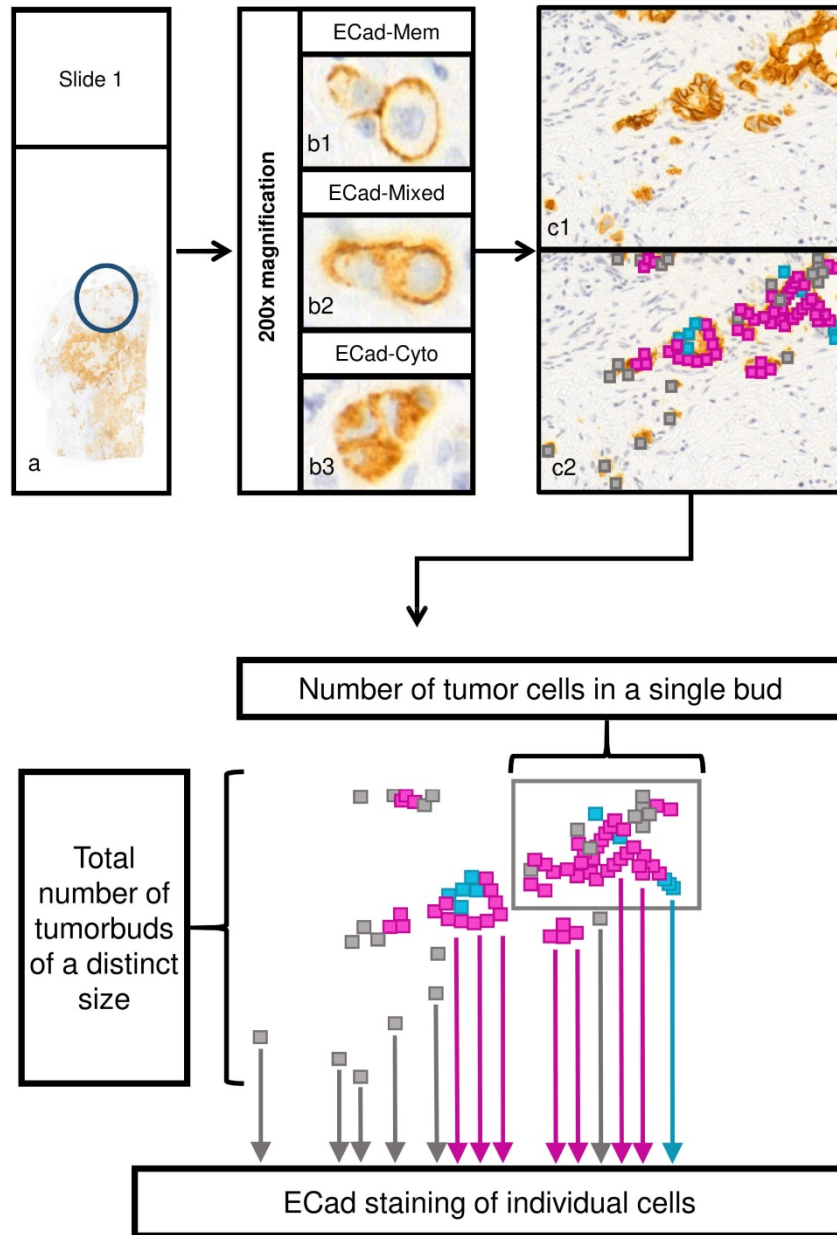 Slide 1
a
200x magnification
ECad-Mem
b1
ECad-Mixed
b2
ECad-Cyto
b3
c1
c2
Number of tumor cells in a single bud
Total
number of
tumorbuds
of a distinct
size
ECad staining of individual cells